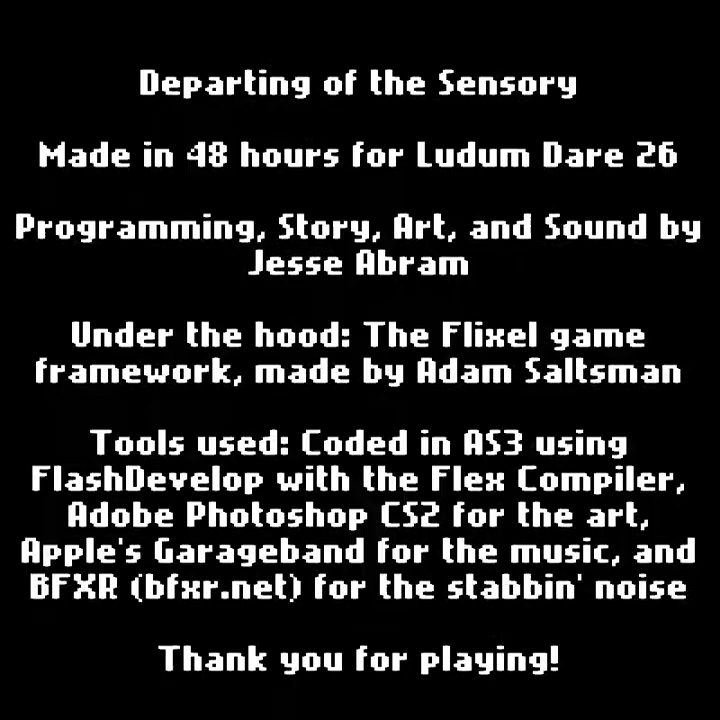 Departing of the Sensory
Made in 48 hours for Ludum Dare 26
Programming, Story, Art, and Sound by
Jesse Abram
Under the hood: The Flixel game
framework, made by Adam Saltsman
Tools used: Coded in AS3 using
FlashDevelop with the Flex Compiler,
Adobe Photoshop CS2 for the art,
Apple's Garageband for the music, and
BFXR (bfxr.net) for the stabbin' noise
Thank you for playing!